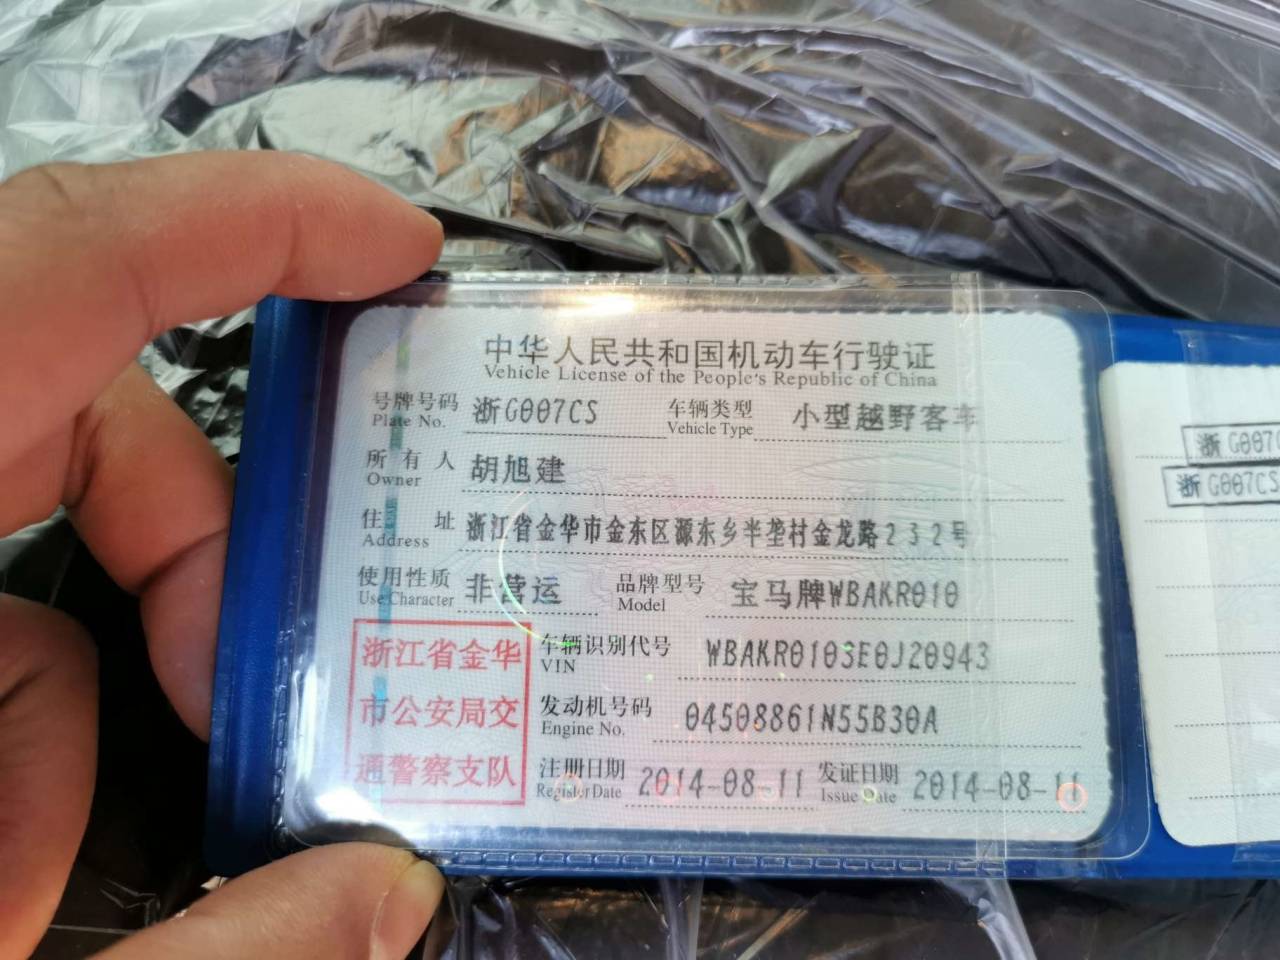 中华人民共和国机动车行驶证
Vehicle License of the People's Republic of China
号牌号码 浙G007CS 车辆类型 小型越野客车
Plate No. Vehicle Type
所有人 胡旭建
Owner
住址 浙江省金华市金东区源东乡半垄村金龙路232号
Address
使用性质 非营运 品牌型号 宝马牌WBAKR010
Use Character Model
浙江省金华
市公安局交
通警察支队
车辆识别代号 WBAKR0103E0J20943
VIN
发动机号码 04508861N55B30A
Engine No.
注册日期 2014-08-11 发证日期 2014-08-11
Register Date Issue Date
浙G007C
浙G007CS